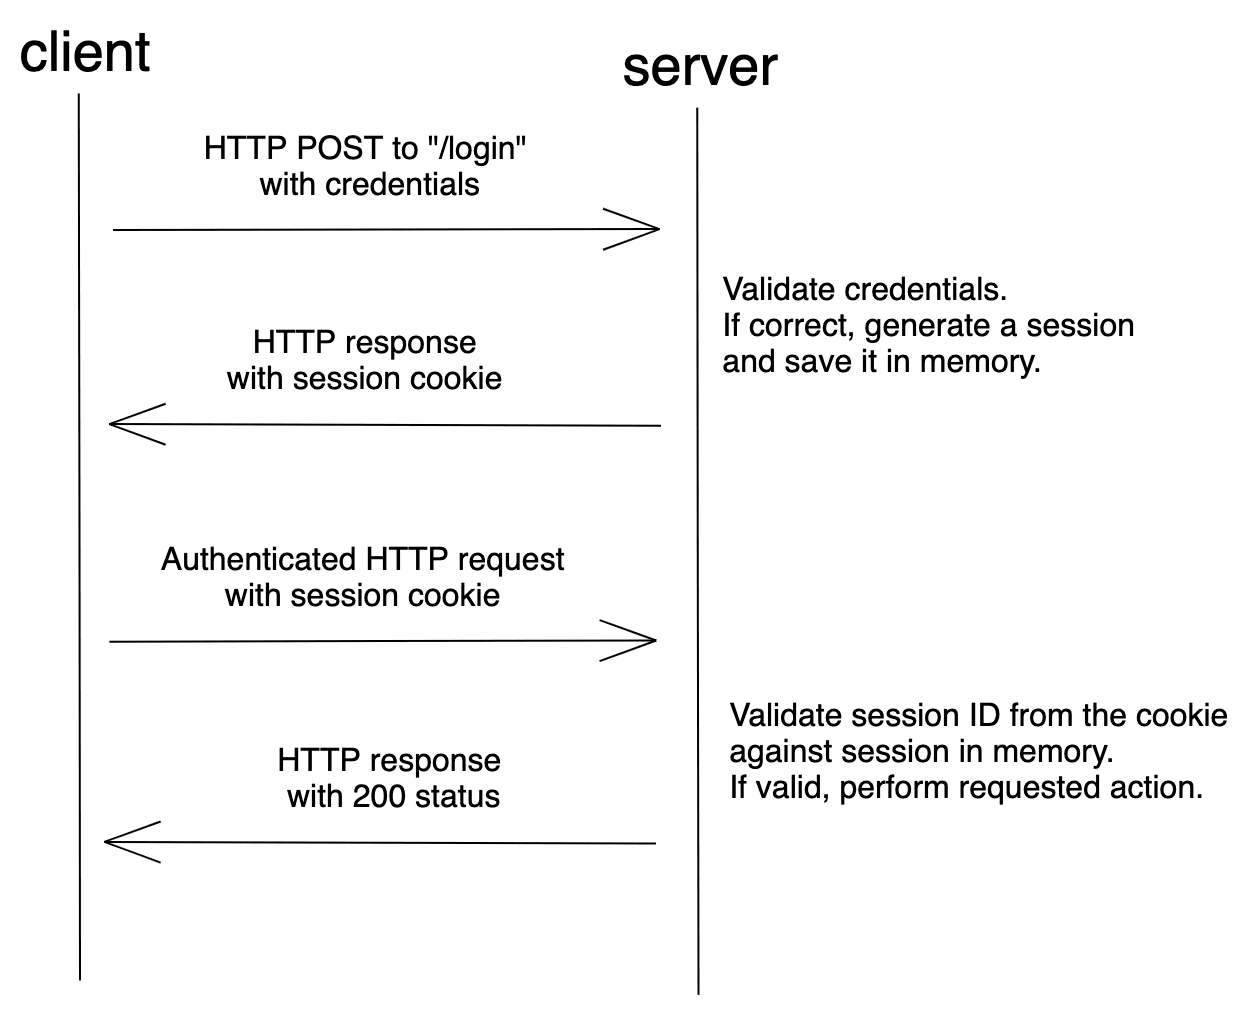 client
server
HTTP POST to "/login"
with credentials
Validate credentials.
If correct, generate a session
and save it in memory.
HTTP response
with session cookie
Authenticated HTTP request
with session cookie
Validate session ID from the cookie
against session in memory.
If valid, perform requested action.
HTTP response
with 200 status